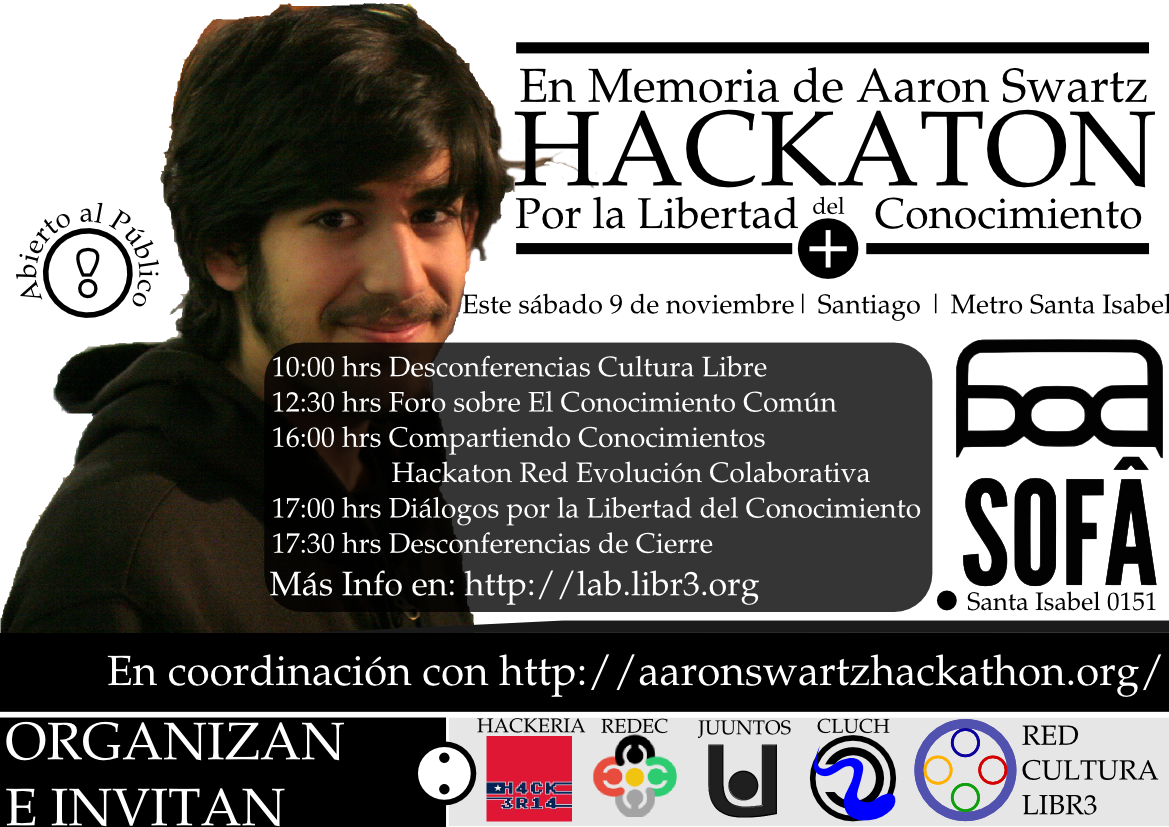 En Memoria de Aaron Swartz
HACKATON
Por la Libertad del Conocimiento
Abierto al Público
Este sábado 9 de noviembre| Santiago | Metro Santa Isabel
10:00 hrs Desconferencias Cultura Libre
12:30 hrs Foro sobre El Conocimiento Común
16:00 hrs Compartiendo Conocimientos
Hackaton Red Evolución Colaborativa
17:00 hrs Diálogos por la Libertad del Conocimiento
17:30 hrs Desconferencias de Cierre
Más Info en: http://lab.libr3.org
SOFÂ
Santa Isabel 0151
En coordinación con http://aaronswartzhackathon.org/
ORGANIZAN
E INVITAN
HACKERIA
H4CK
3R14
REDEC
JUUNTOS
CLUCH
RED
CULTURA
LIBR3